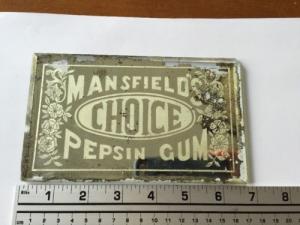 MANSFIELD'S
CHOICE
PEPSIN GUM
1 2 3 4 5 6 7 8